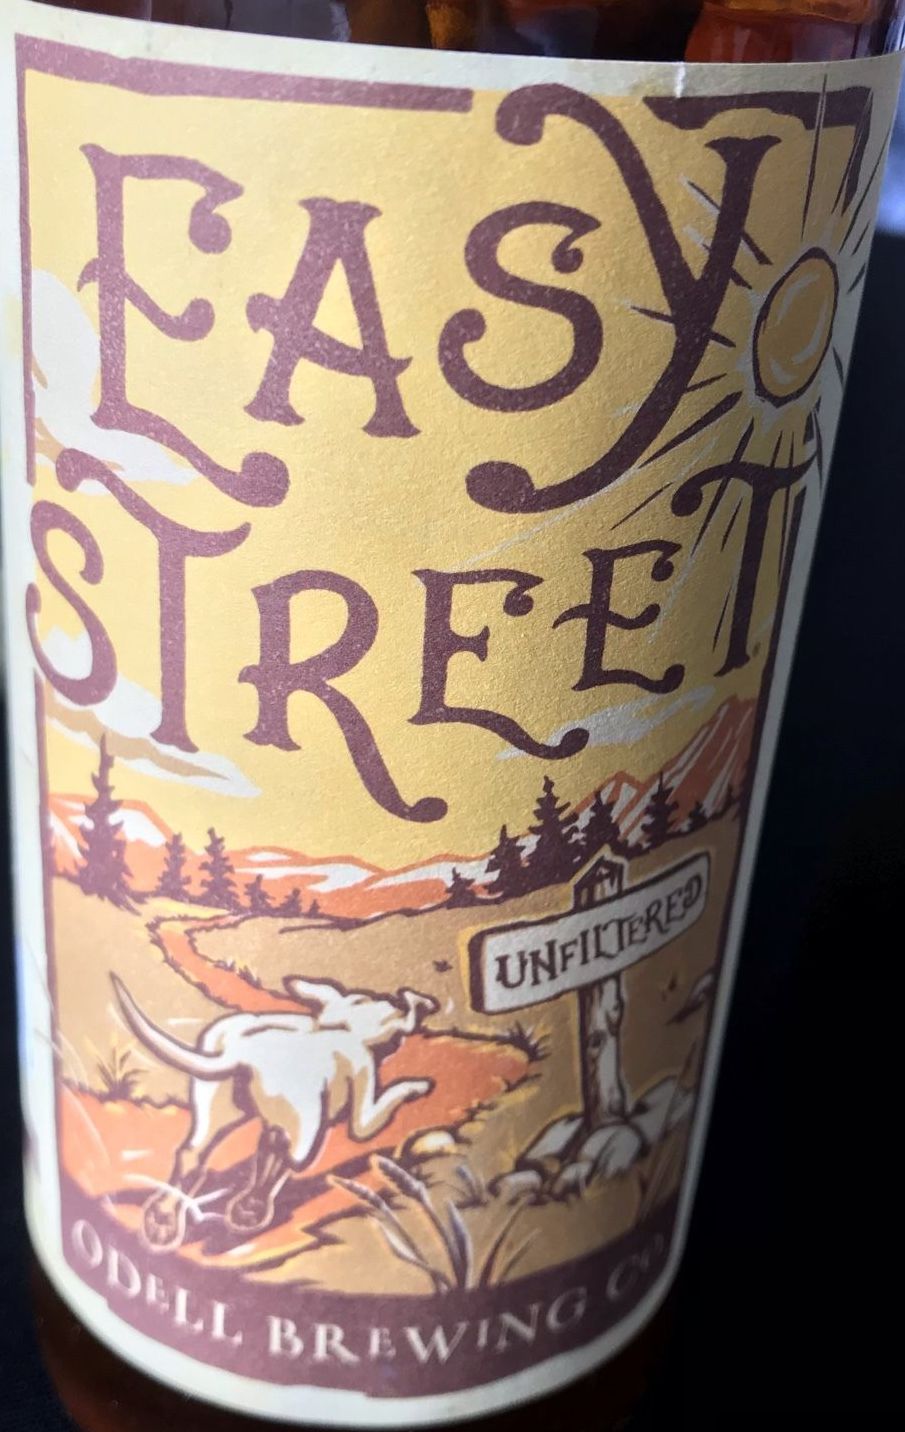 EASY
STREET
UNFILTERED
ODELL BREWING CO